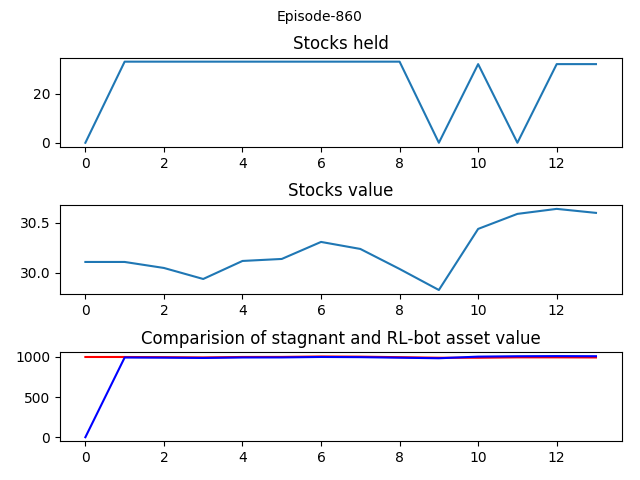 Episode-860
Stocks held
20
0
0 2 4 6 8 10 12
Stocks value
30.5
30.0
0 2 4 6 8 10 12
Comparision of stagnant and RL-bot asset value
1000
500
0
0 2 4 6 8 10 12